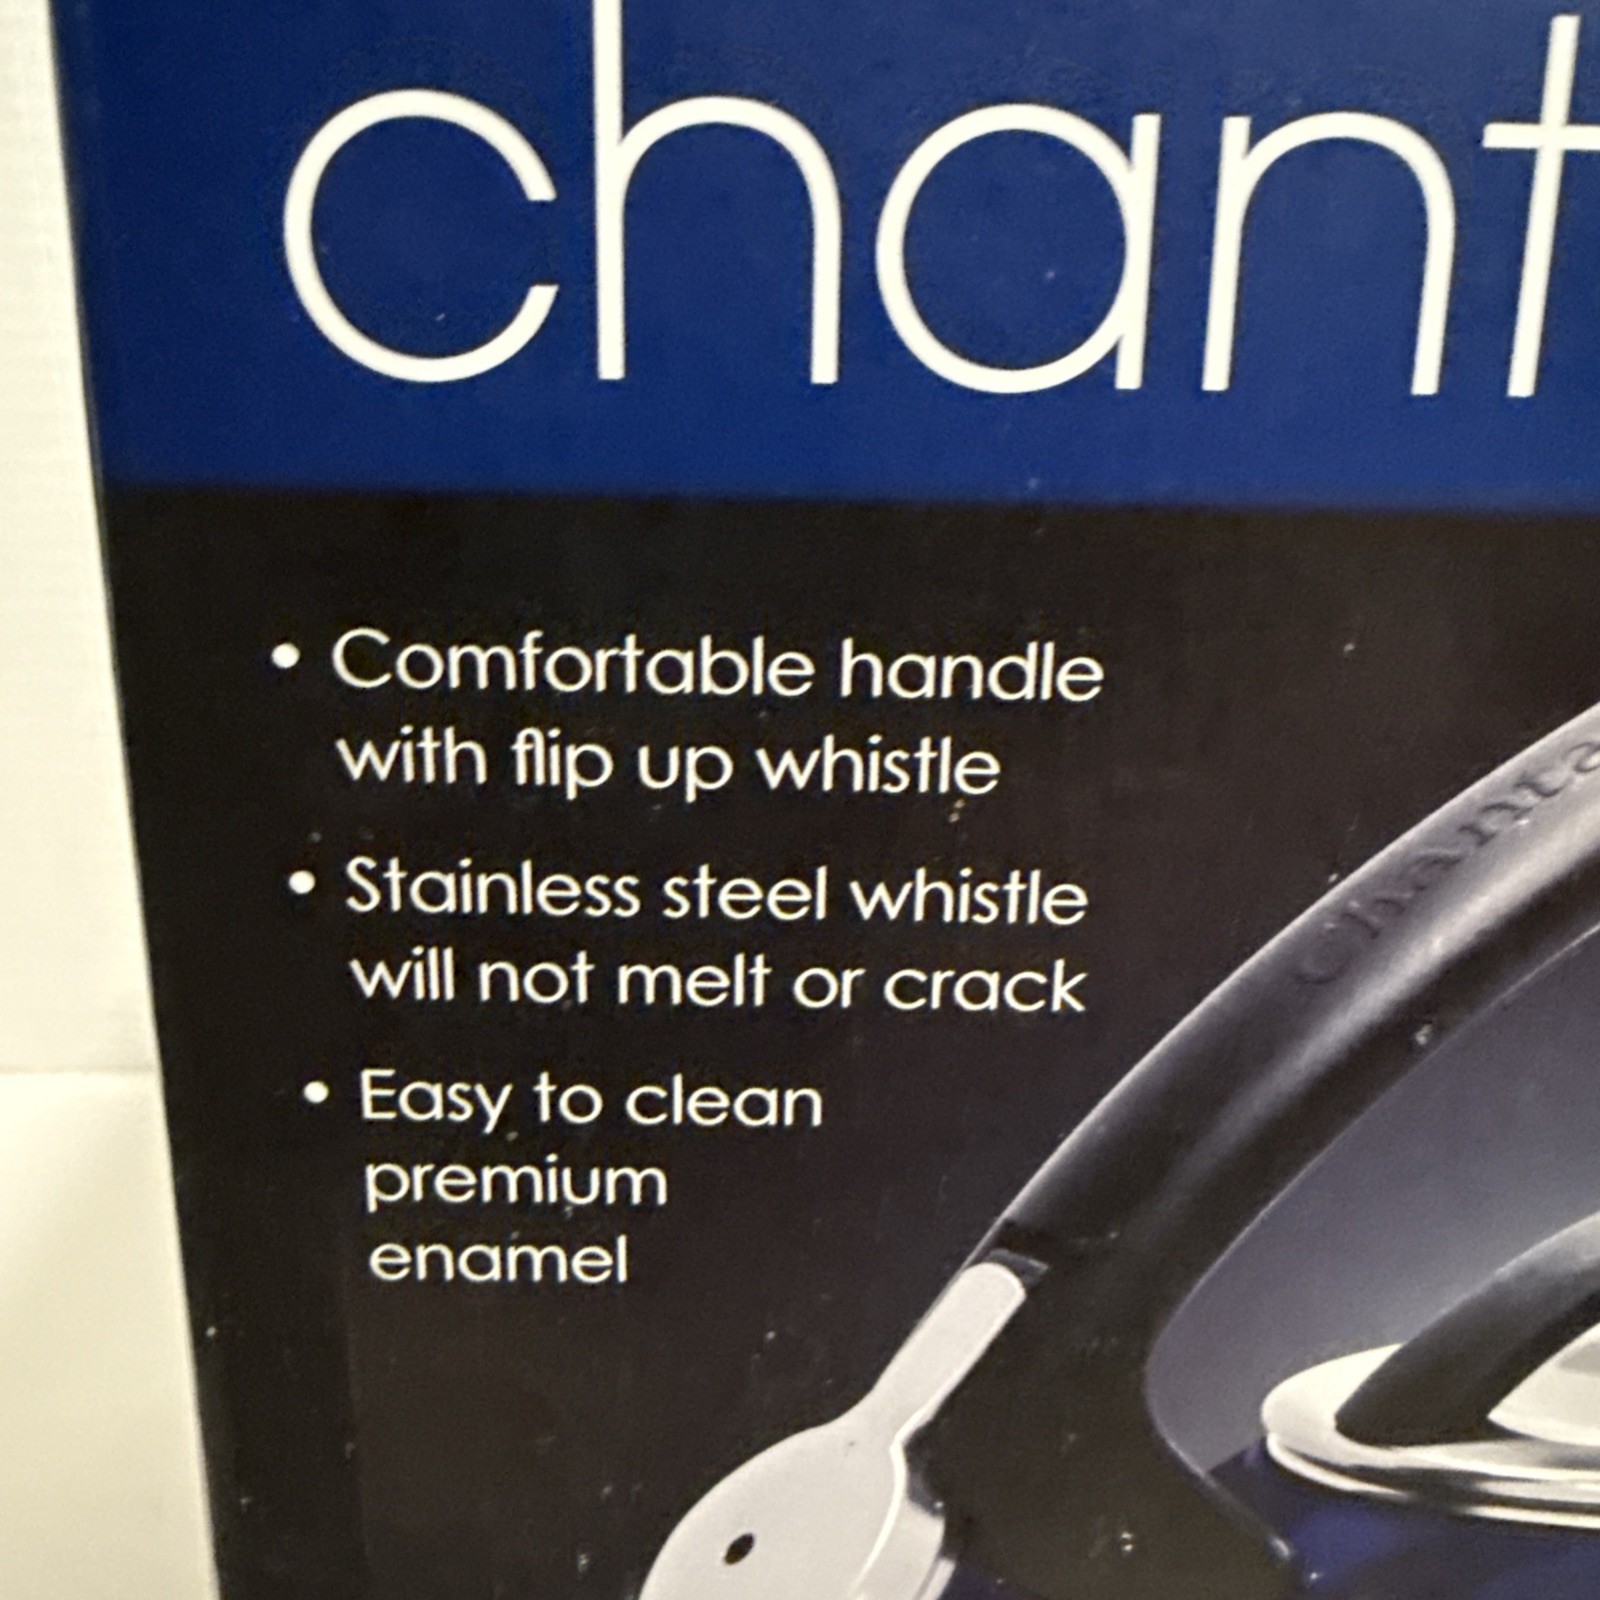 chant
• Comfortable handle
with flip up whistle
• Stainless steel whistle
will not melt or crack
• Easy to clean
premium
enamel
Chanta